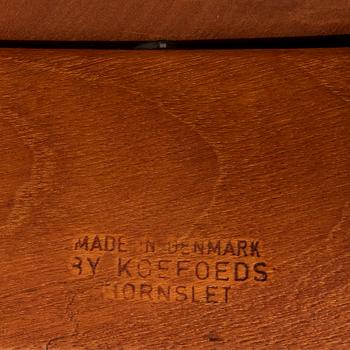 MADE IN DENMARK
BY KOEFOEDS
HORNSLET